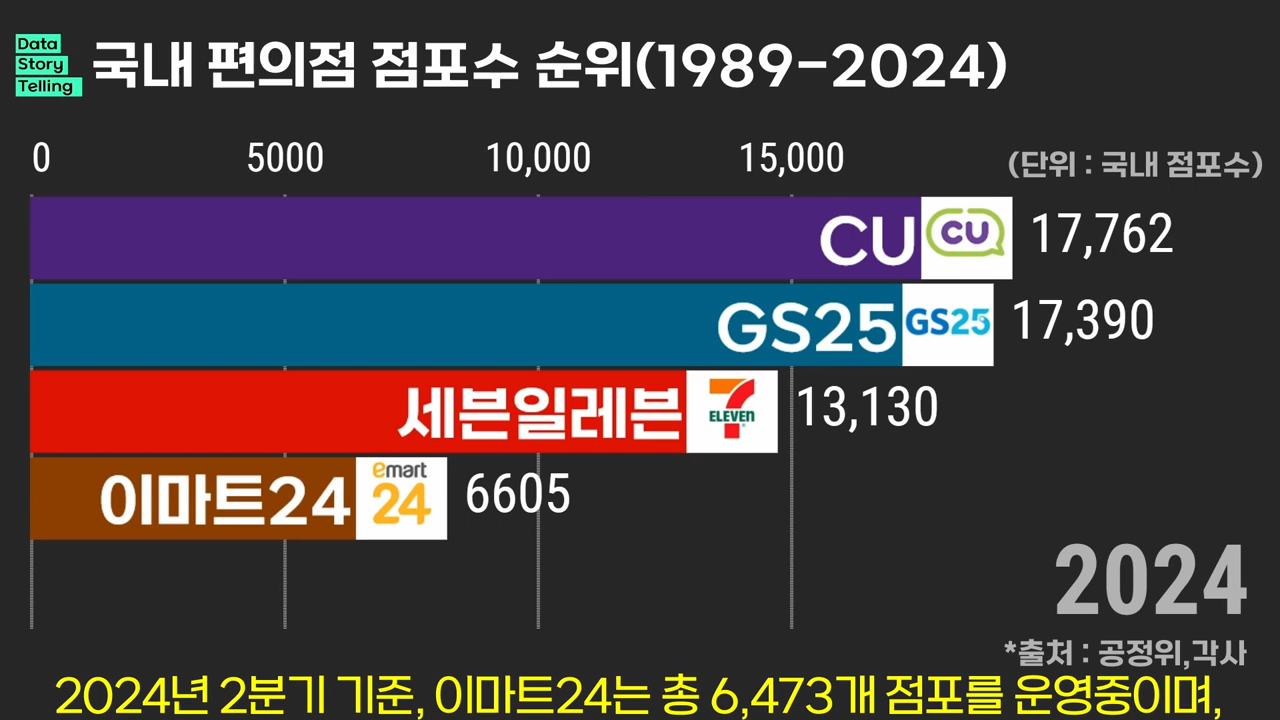 Data
Story
Telling
국내 편의점 점포수 순위(1989-2024)
0 5000 10,000 15,000
(단위 : 국내 점포수)
CU CU 17,762
GS25 GS25 17,390
세븐일레븐 7 ELEVEN 13,130
이마트24 emart 24 6605
2024
*출처 : 공정위,각사
2024년 2분기 기준, 이마트24는 총 6,473개 점포를 운영중이며,